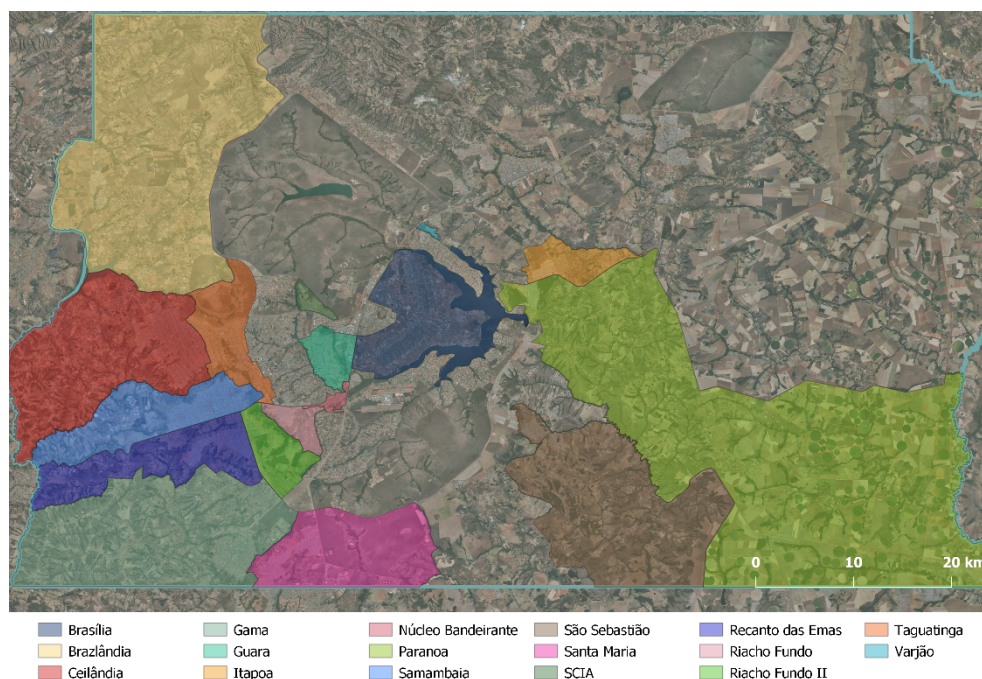 0 10 20 km
Brasília Gama Núcleo Bandeirante São Sebastião Recanto das Emas Taguatinga
Brazlândia Guara Paranoa Santa Maria Riacho Fundo Varjão
Ceilândia Itapoa Samambaia SCIA Riacho Fundo II